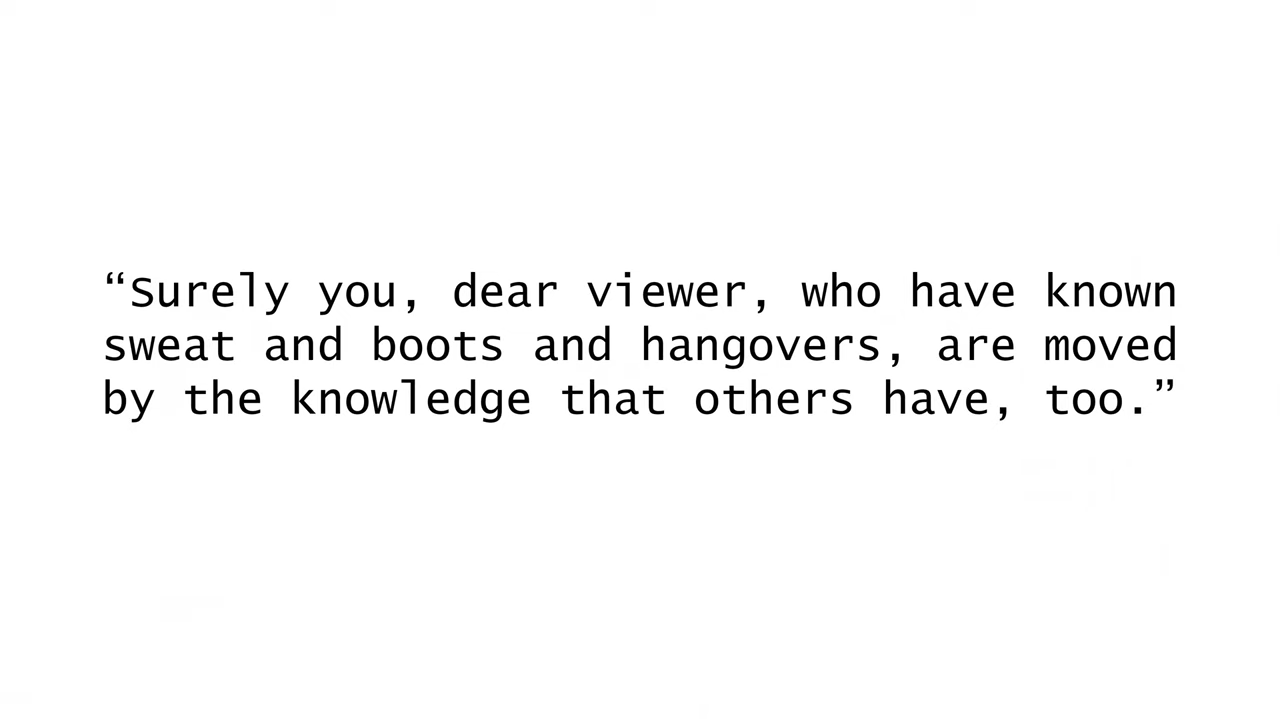 “Surely you, dear viewer, who have known
sweat and boots and hangovers, are moved
by the knowledge that others have, too.”